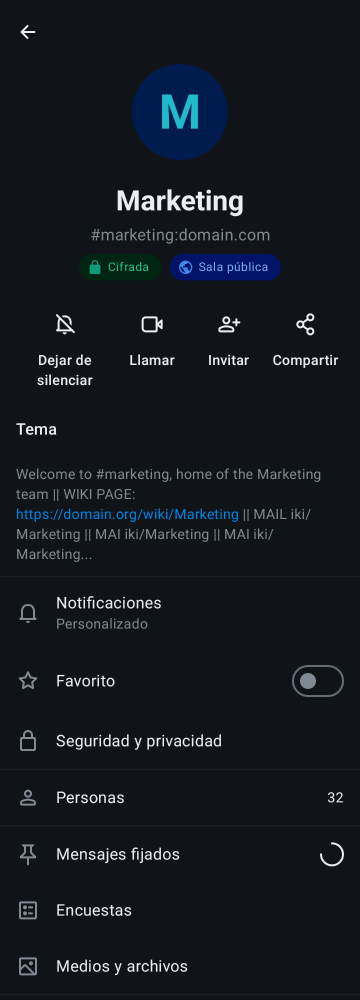 M
Marketing
#marketing:domain.com
Cifrada
Sala pública
Dejar de
silenciar
Llamar
Invitar
Compartir
Tema
Welcome to #marketing, home of the Marketing
team || WIKI PAGE:
https://domain.org/wiki/Marketing || MAIL iki/
Marketing || MAI iki/Marketing || MAI iki/
Marketing...
Notificaciones
Personalizado
Favorito
Seguridad y privacidad
Personas 32
Mensajes fijados
Encuestas
Medios y archivos